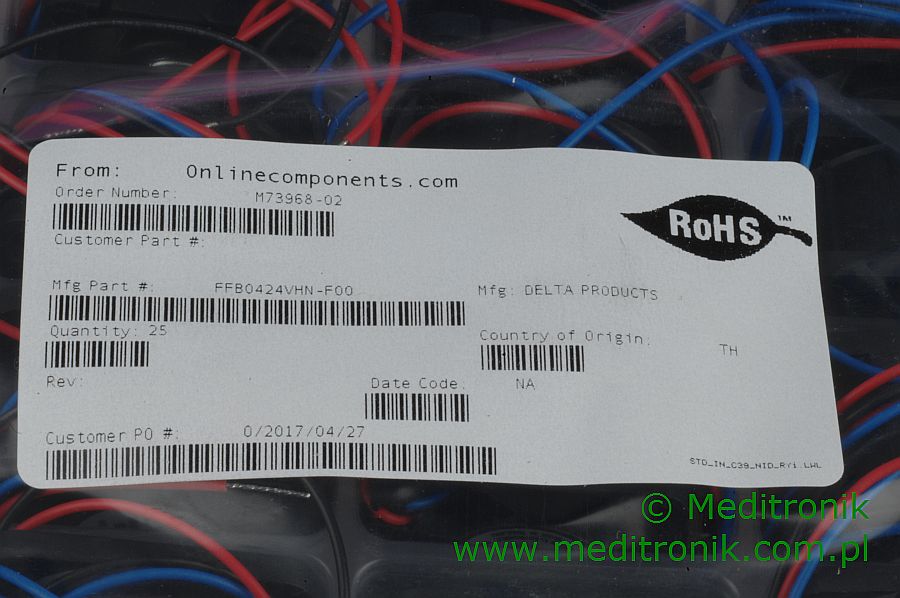 From: Onlinecomponents.com
Order Number: M73968-02
Customer Part #:
RoHS™
Mfg Part #: FFB0424VHN-F00
Mfg: DELTA PRODUCTS
Quantity: 25
Country of Origin: TH
Rev:
Date Code: NA
Customer PO #: 0/2017/04/27
STD_IN_C39_NID_R/i.LWL
© Meditronik
www.meditronik.com.pl